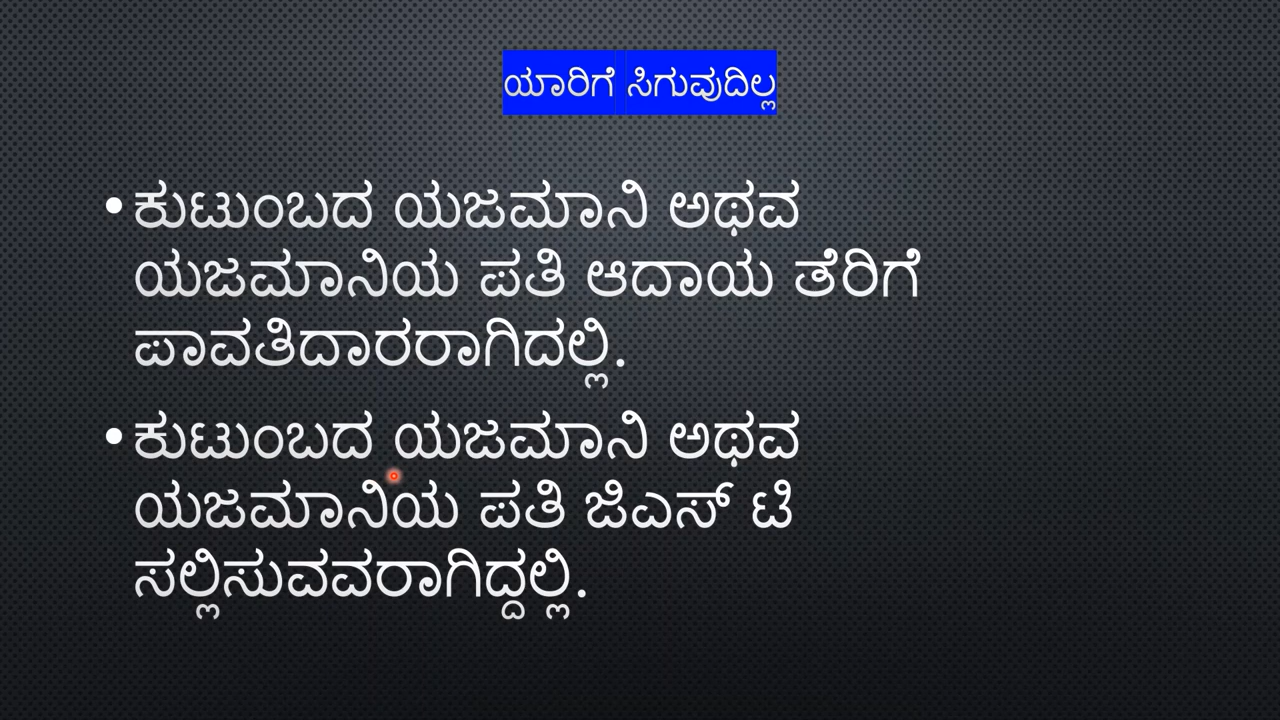 ಯಾರಿಗೆ ಸಿಗುವುದಿಲ್ಲ
•ಕುಟುಂಬದ ಯಜಮಾನಿ ಅಥವ
ಯಜಮಾನಿಯ ಪತಿ ಆದಾಯ ತೆರಿಗೆ
ಪಾವತಿದಾರರಾಗಿದಲ್ಲಿ.
•ಕುಟುಂಬದ ಯಜಮಾನಿ ಅಥವ
ಯಜಮಾನಿಯ ಪತಿ ಜಿಎಸ್ ಟಿ
ಸಲ್ಲಿಸುವವರಾಗಿದ್ದಲ್ಲಿ.